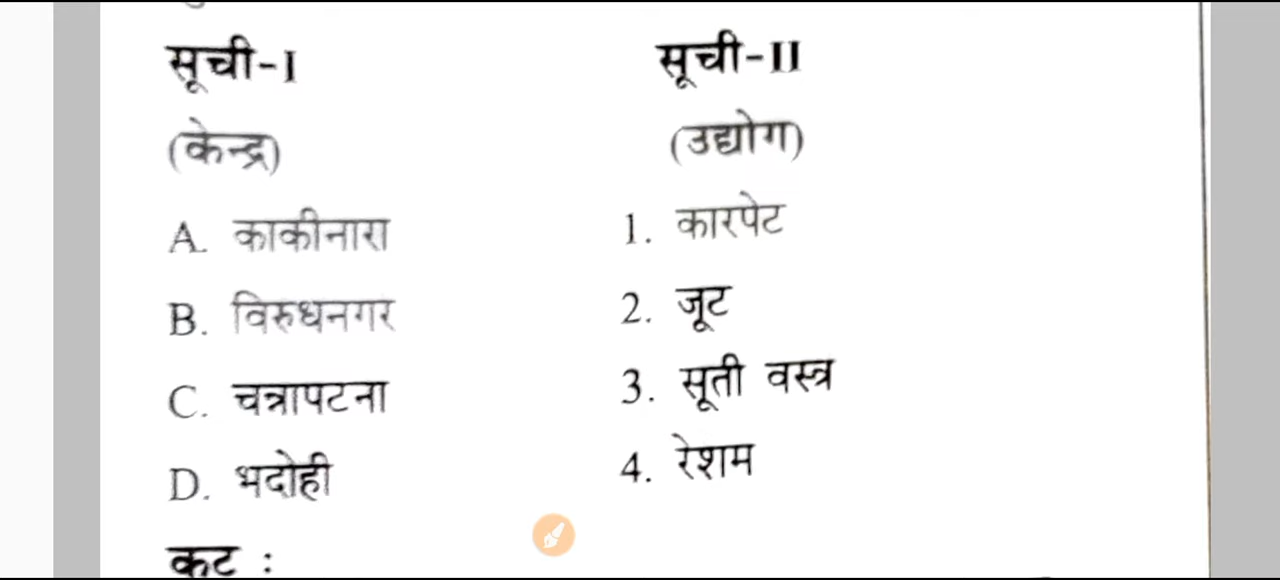 सूची-I सूची-II
(केन्द्र) (उद्योग)
A. काकीनारा 1. कारपेट
B. विरुधनगर 2. जूट
C. चन्नापटना 3. सूती वस्त्र
D. भदोही 4. रेशम
कूट :